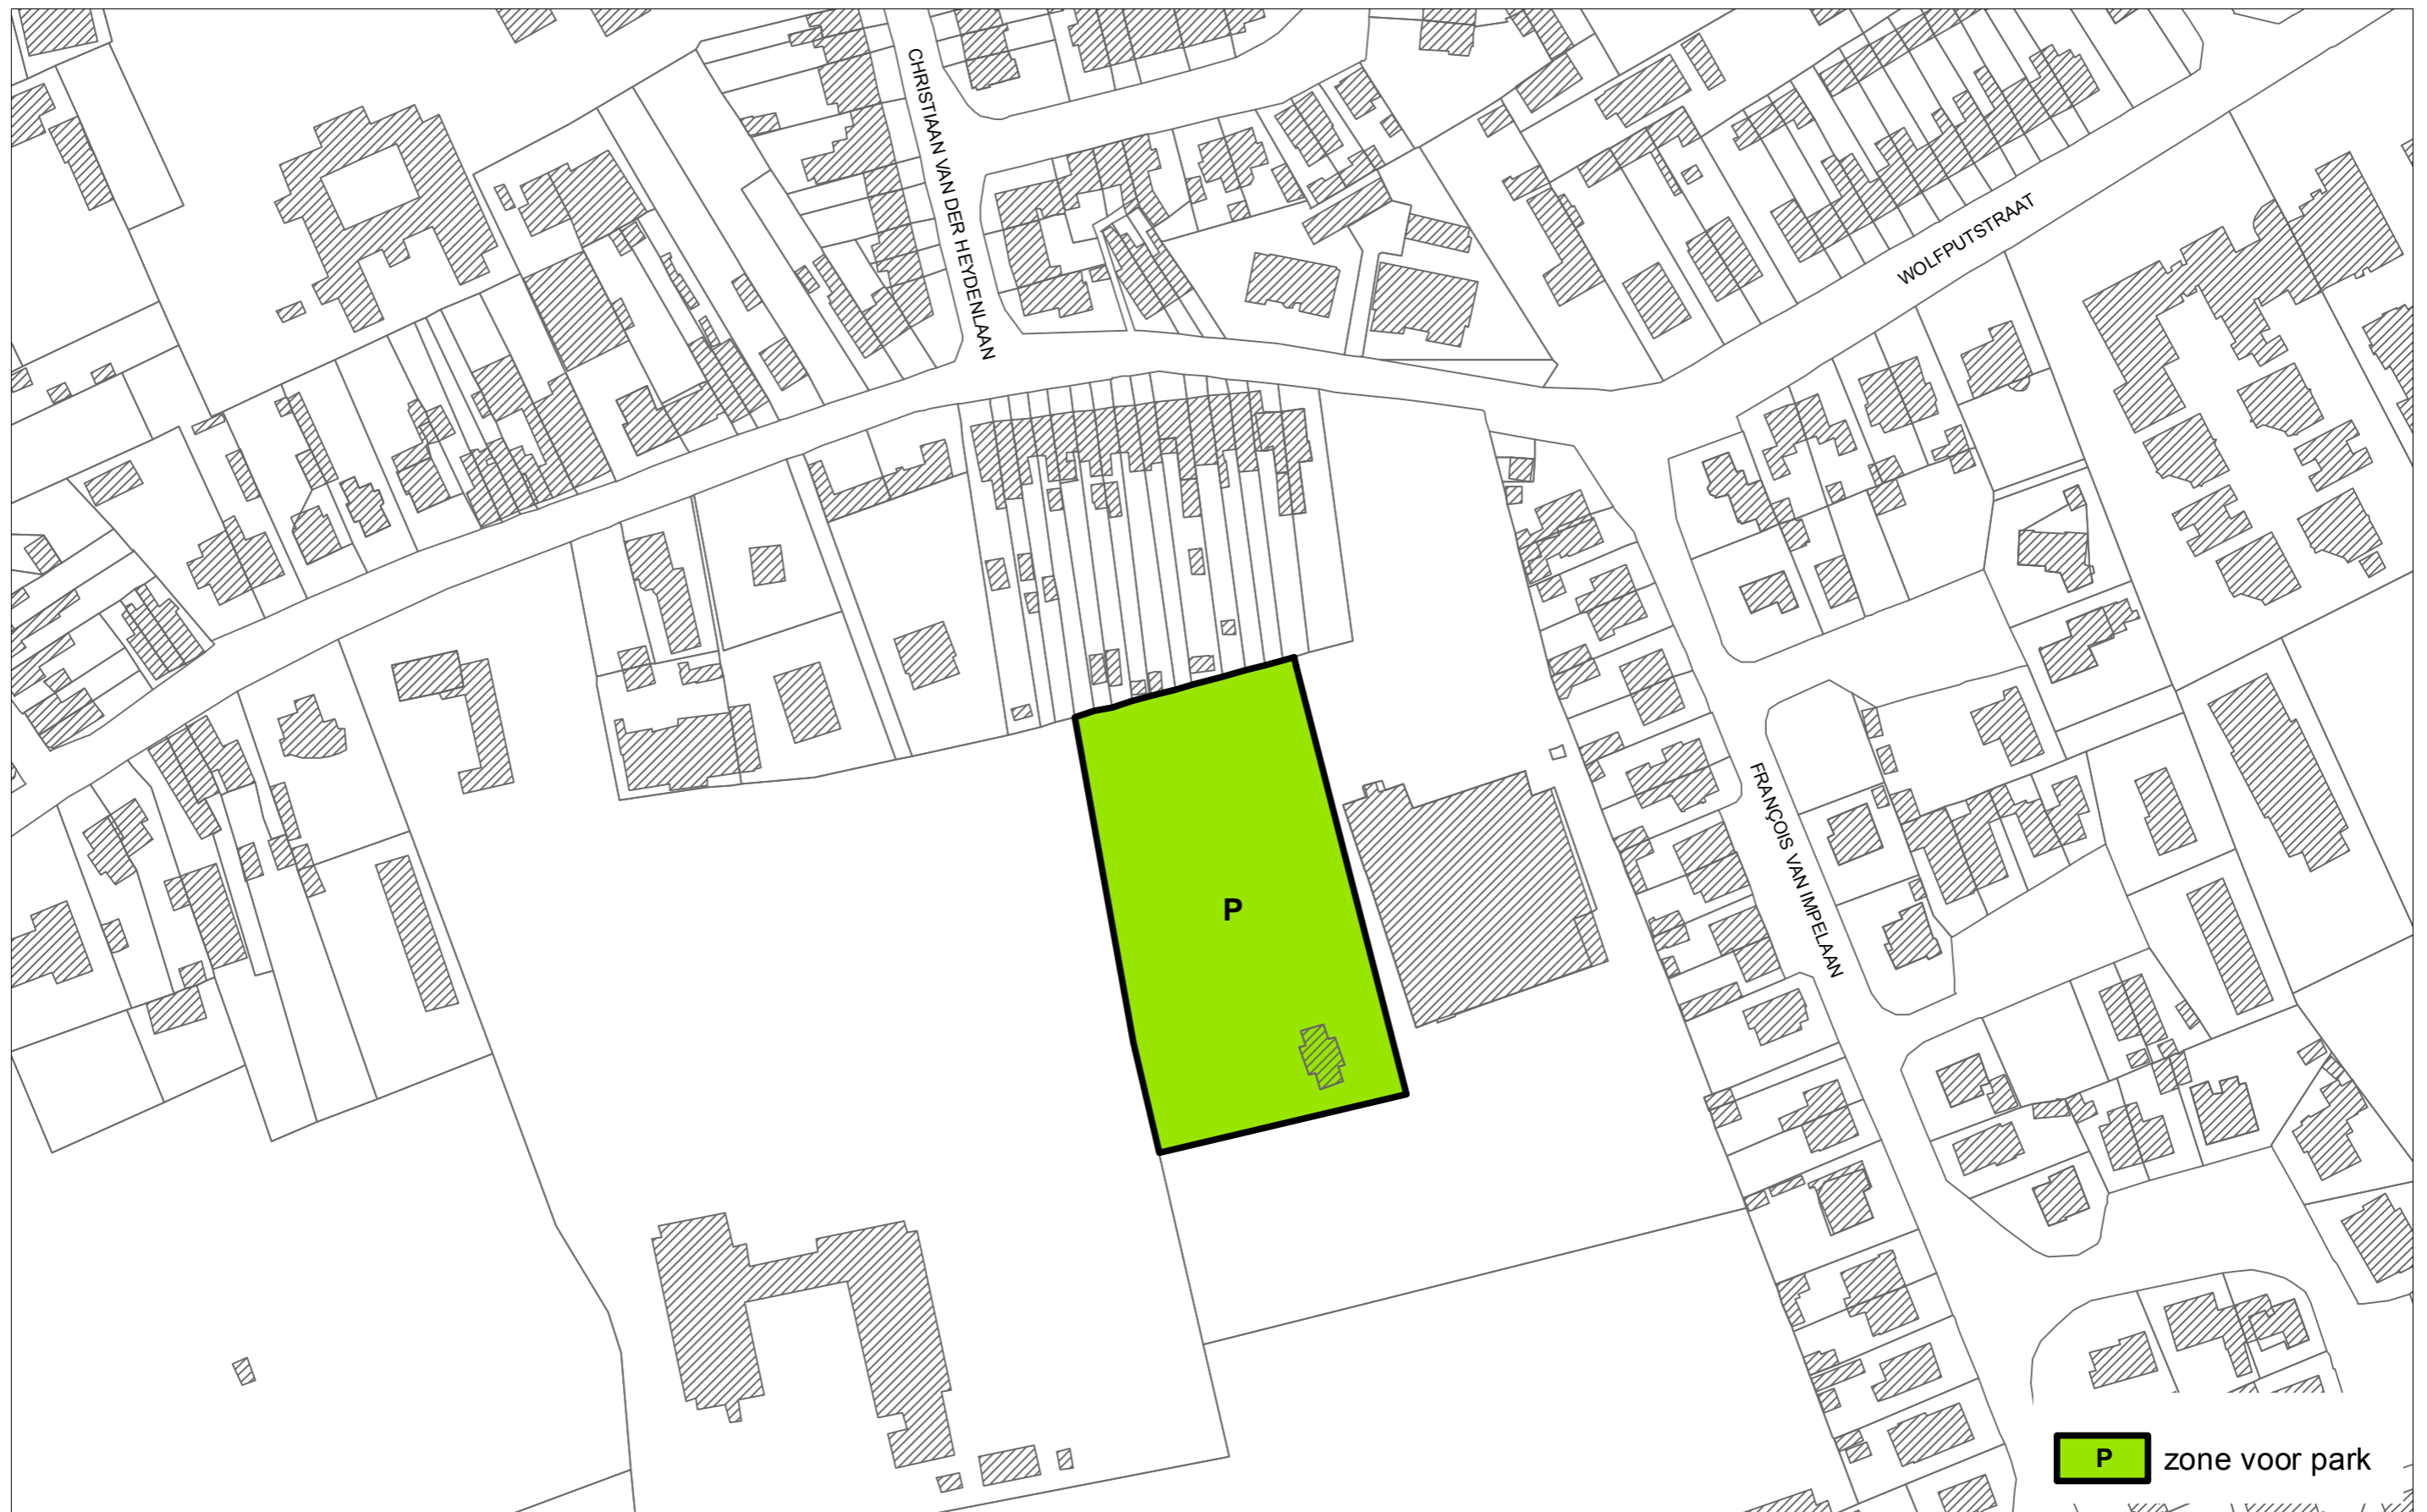 CHRISTIAAN VAN DER HEYDENLAAN
WOLFPUTSTRAAT
FRANÇOIS VAN IMPELAAN
P
P
zone voor park